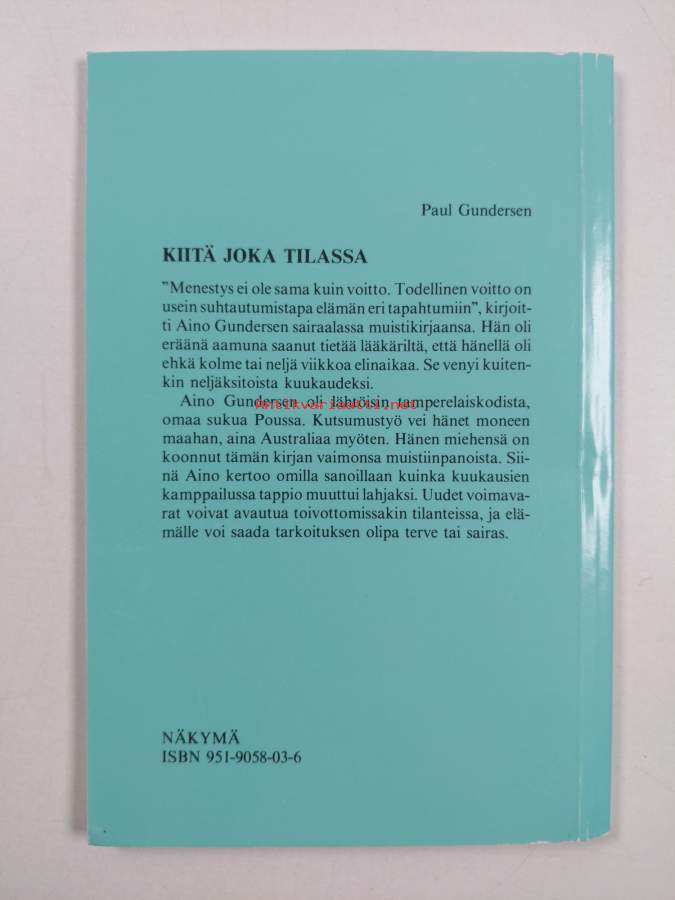 Paul Gundersen
KIITÄ JOKA TILASSA
”Menestys ei ole sama kuin voitto. Todellinen voitto on
usein suhtautumistapa elämän eri tapahtumiin”, kirjoit-
ti Aino Gundersen sairaalassa muistikirjaansa. Hän oli
eräänä aamuna saanut tietää lääkäriltä, että hänellä oli
ehkä kolme tai neljä viikkoa elinaikaa. Se venyi kuiten-
kin neljäksitoista kuukaudeksi.
Aino Gundersen oli lähtöisin tamperelaiskodista,
Antikvariaatti.net
omaa sukua Poussa. Kutsumustyö vei hänet moneen
maahan, aina Australiaa myöten. Hänen miehensä on
koonnut tämän kirjan vaimonsa muistiinpanoista. Sii-
nä Aino kertoo omilla sanoillaan kuinka kuukausien
kamppailussa tappio muuttui lahjaksi. Uudet voimava-
rat voivat avautua toivottomissakin tilanteissa, ja elä-
mälle voi saada tarkoituksen olipa terve tai sairas.
NÄKYMÄ
ISBN 951-9058-03-6